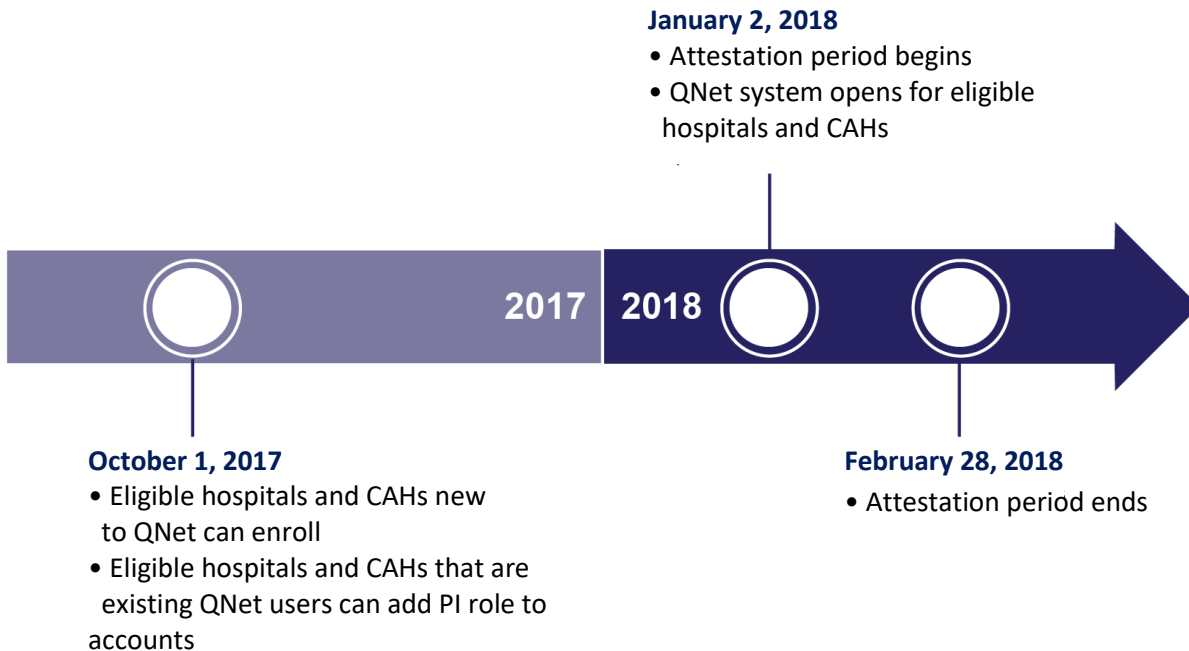 January 2, 2018
• Attestation period begins
• QNet system opens for eligible
hospitals and CAHs
2017
2018
October 1, 2017
• Eligible hospitals and CAHs new
to QNet can enroll
• Eligible hospitals and CAHs that are
existing QNet users can add PI role to
accounts
February 28, 2018
• Attestation period ends